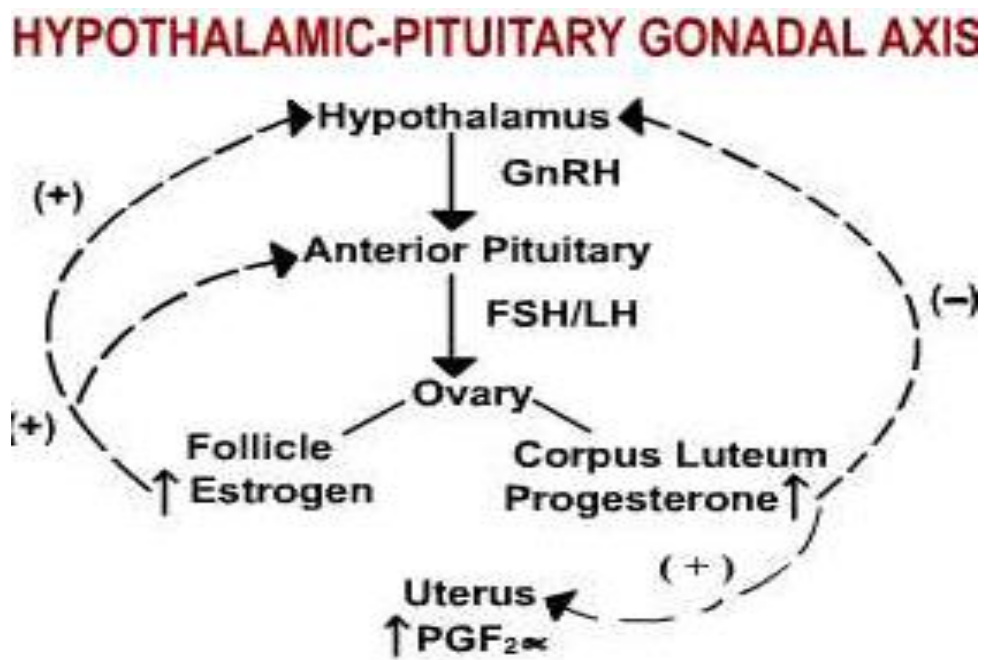 HYPOTHALAMIC-PITUITARY GONADAL AXIS
Hypothalamus
GnRH
(+)
Anterior Pituitary
(−)
FSH/LH
Ovary
(+)
Follicle
↑ Estrogen
Corpus Luteum
Progesterone ↑
(+)
Uterus
↑ PGF₂∝